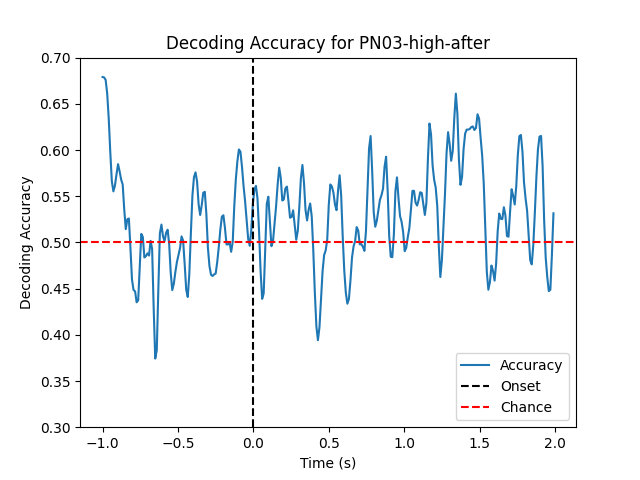 Decoding Accuracy for PN03-high-after
0.70
0.65
0.60
0.55
0.50
0.45
0.40
0.35
0.30
Decoding Accuracy
−1.0 −0.5 0.0 0.5 1.0 1.5 2.0
Time (s)
Accuracy
Onset
Chance